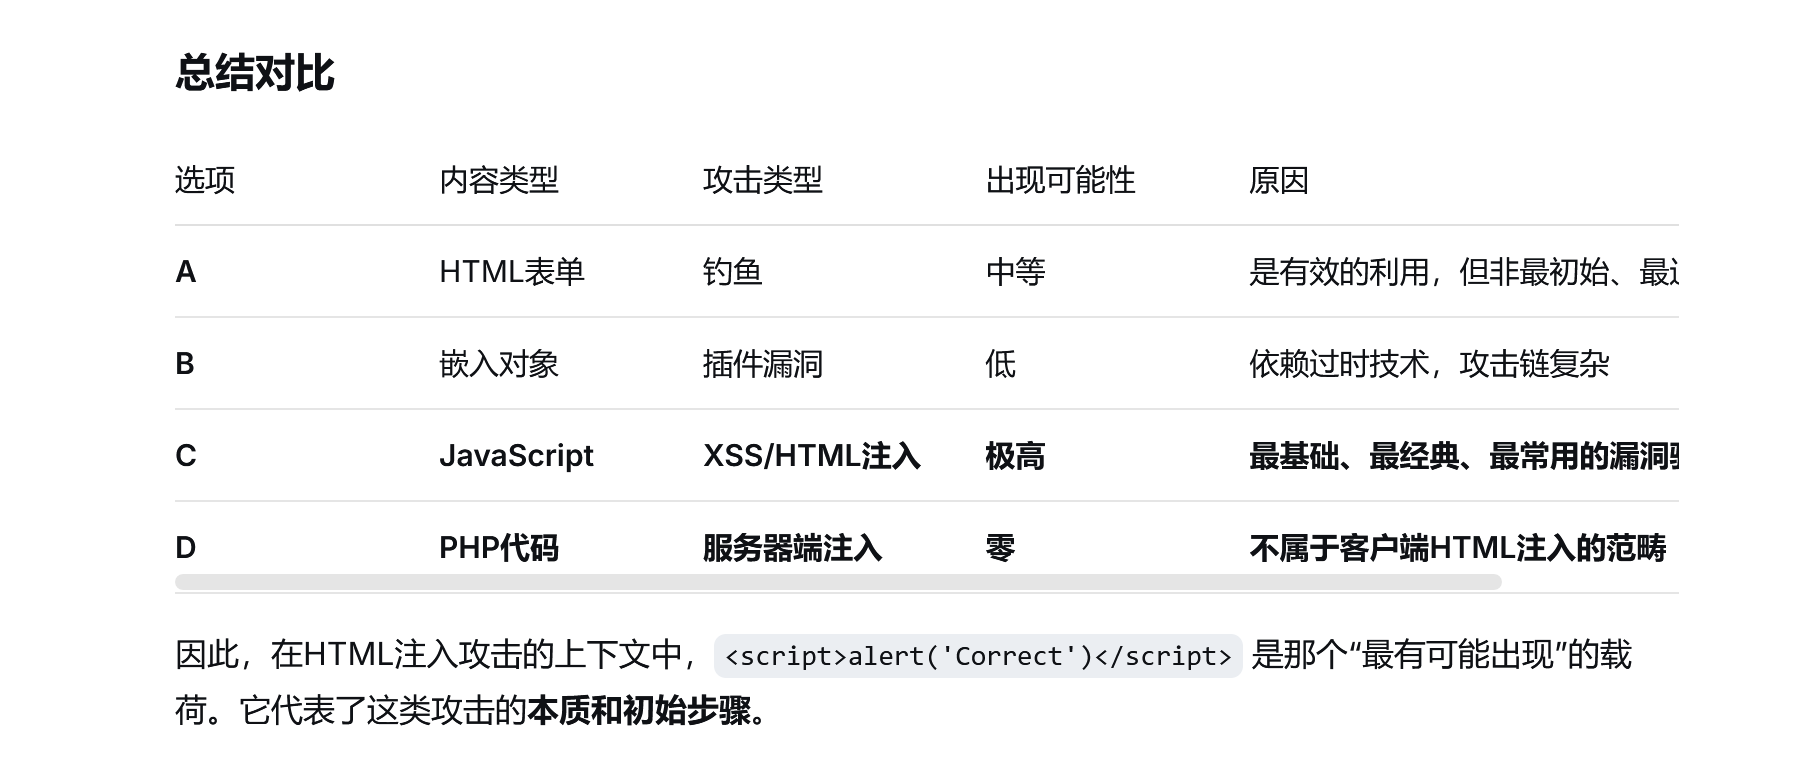 总结对比
选项 内容类型 攻击类型 出现可能性 原因
A HTML表单 钓鱼 中等 是有效的利用，但非最初始、最
B 嵌入对象 插件漏洞 低 依赖过时技术，攻击链复杂
C JavaScript XSS/HTML注入 极高 最基础、最经典、最常用的漏洞
D PHP代码 服务器端注入 零 不属于客户端HTML注入的范畴
因此，在HTML注入攻击的上下文中， <script>alert('Correct')</script> 是那个“最有可能出现”的载
荷。它代表了这类攻击的本质和初始步骤。